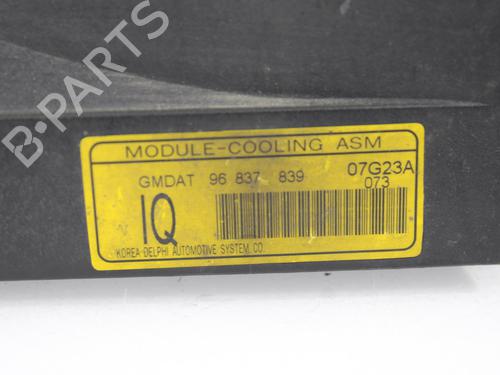 B-PARTS
MODULE-COOLING ASM
GMDAT 96 837 839 07G23A
073
IQ
KOREA DELPHI AUTOMOTIVE SYSTEM CO.